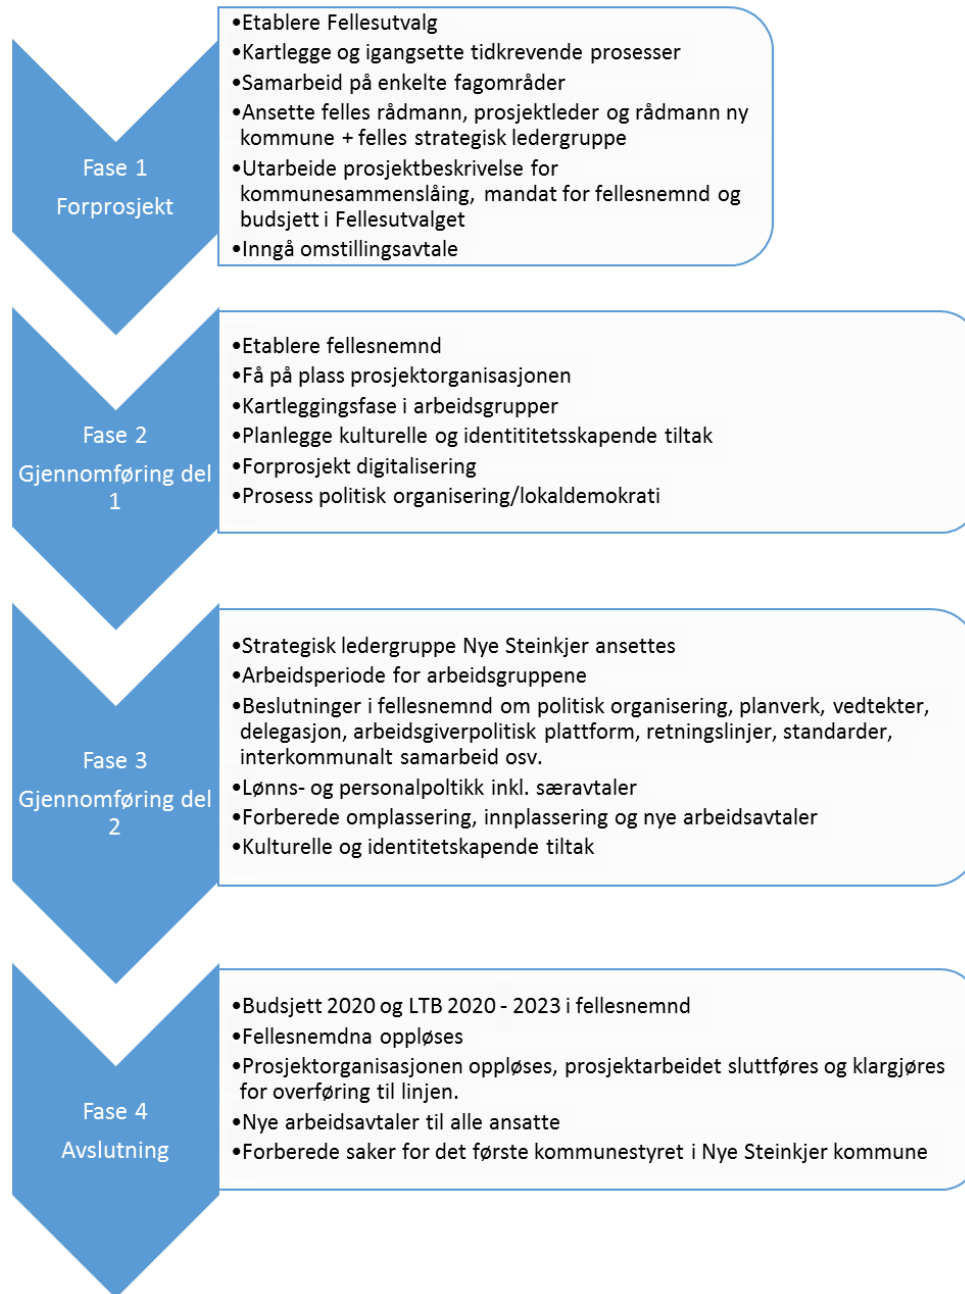 Fase 1
Forprosjekt
•Etablere Fellesutvalg
•Kartlegge og igangsette tidkrevende prosesser
•Samarbeid på enkelte fagområder
•Ansette felles rådmann, prosjektleder og rådmann ny
kommune + felles strategisk ledergruppe
•Utarbeide prosjektbeskrivelse for
kommunesammenslåing, mandat for fellesnemnd og
budsjett i Fellesutvalget
•Inngå omstillingsavtale
Fase 2
Gjennomføring del
1
•Etablere fellesnemnd
•Få på plass prosjektorganisasjonen
•Kartleggingsfase i arbeidsgrupper
•Planlegge kulturelle og identititetsskapende tiltak
•Forprosjekt digitalisering
•Prosess politisk organisering/lokaldemokrati
Fase 3
Gjennomføring del
2
•Strategisk ledergruppe Nye Steinkjer ansettes
•Arbeidsperiode for arbeidsgruppene
•Beslutninger i fellesnemnd om politisk organisering, planverk, vedtekter,
delegasjon, arbeidsgiverpolitisk plattform, retningslinjer, standarder,
interkommunalt samarbeid osv.
•Lønns- og personalpoltikk inkl. særavtaler
•Forberede omplassering, innplassering og nye arbeidsavtaler
•Kulturelle og identitetskapende tiltak
Fase 4
Avslutning
•Budsjett 2020 og LTB 2020 - 2023 i fellesnemnd
•Fellesnemdna oppløses
•Prosjektorganisasjonen oppløses, prosjektarbeidet sluttføres og klargjøres
for overføring til linjen.
•Nye arbeidsavtaler til alle ansatte
•Forberede saker for det første kommunestyret i Nye Steinkjer kommune